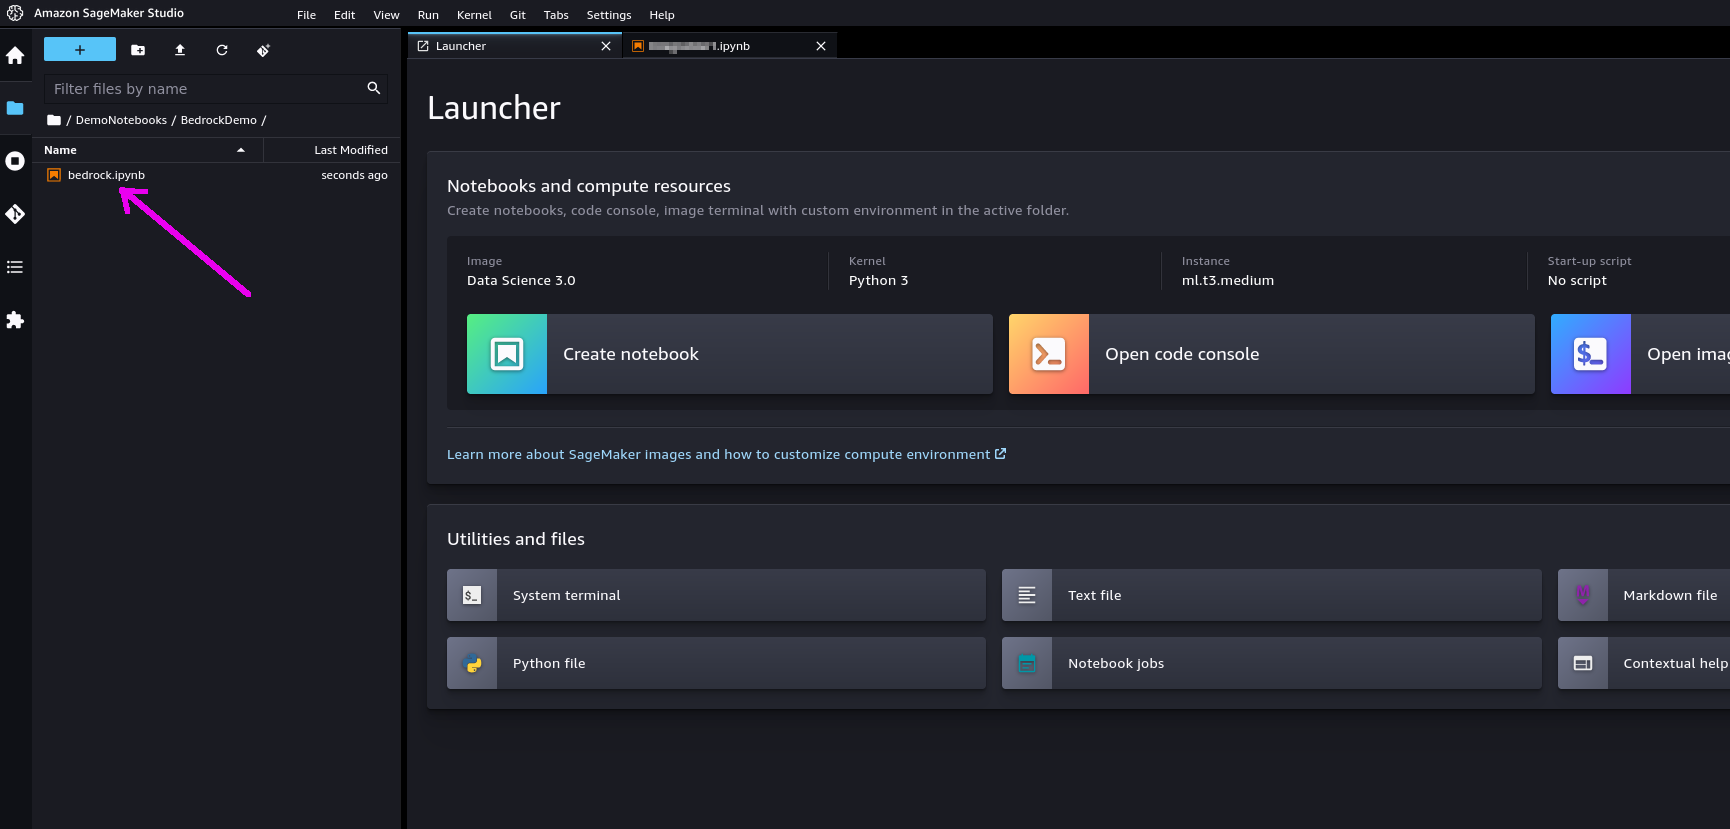 Amazon SageMaker Studio
File Edit View Run Kernel Git Tabs Settings Help
Launcher
.ipynb
Filter files by name
/ DemoNotebooks / BedrockDemo /
Name Last Modified
bedrock.ipynb seconds ago
Launcher
Notebooks and compute resources
Create notebooks, code console, image terminal with custom environment in the active folder.
Image
Data Science 3.0
Kernel
Python 3
Instance
ml.t3.medium
Start-up script
No script
Create notebook
Open code console
Open
Learn more about SageMaker images and how to customize compute environment
Utilities and files
System terminal
Text file
Markdown file
Python file
Notebook jobs
Contextual help